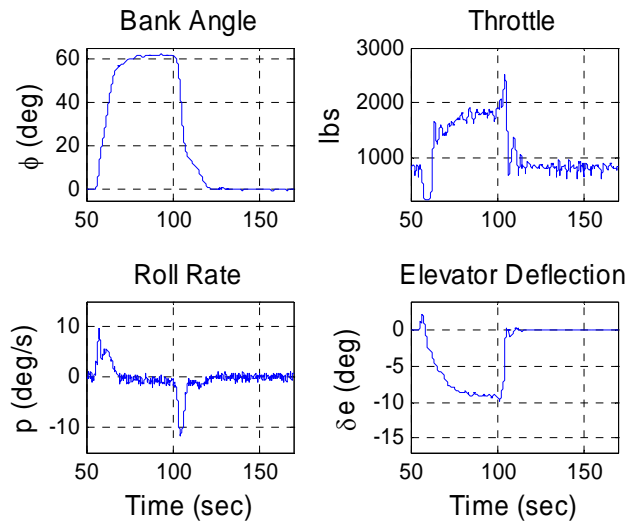 Bank Angle
φ (deg)
60
40
20
0
50 100 150
Throttle
lbs
3000
2000
1000
50 100 150
Roll Rate
p (deg/s)
10
0
-10
50 100 150
Time (sec)
Elevator Deflection
δe (deg)
0
-5
-10
-15
50 100 150
Time (sec)